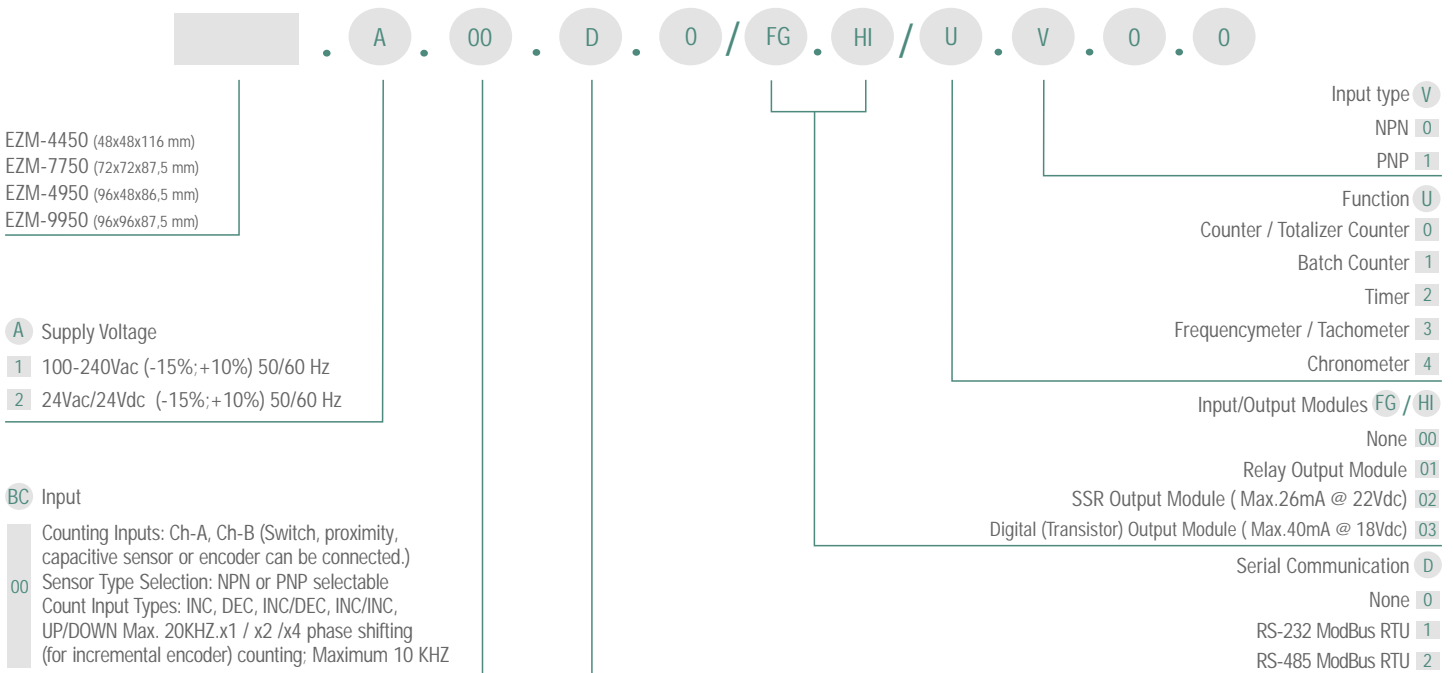 . A . 00 . D . 0 / FG . HI / U . V . 0 . 0
EZM-4450 (48x48x116 mm)
EZM-7750 (72x72x87,5 mm)
EZM-4950 (96x48x86,5 mm)
EZM-9950 (96x96x87,5 mm)
A Supply Voltage
1 100-240Vac (-15%;+10%) 50/60 Hz
2 24Vac/24Vdc (-15%;+10%) 50/60 Hz
BC Input
00
Counting Inputs: Ch-A, Ch-B (Switch, proximity,
capacitive sensor or encoder can be connected.)
Sensor Type Selection: NPN or PNP selectable
Count Input Types: INC, DEC, INC/DEC, INC/INC,
UP/DOWN Max. 20KHZ.x1 / x2 /x4 phase shifting
(for incremental encoder) counting; Maximum 10 KHZ
Input type V
NPN 0
PNP 1
Function U
Counter / Totalizer Counter 0
Batch Counter 1
Timer 2
Frequencymeter / Tachometer 3
Chronometer 4
Input/Output Modules FG / HI
None 00
Relay Output Module 01
SSR Output Module ( Max.26mA @ 22Vdc) 02
Digital (Transistor) Output Module ( Max.40mA @ 18Vdc) 03
Serial Communication D
None 0
RS-232 ModBus RTU 1
RS-485 ModBus RTU 2